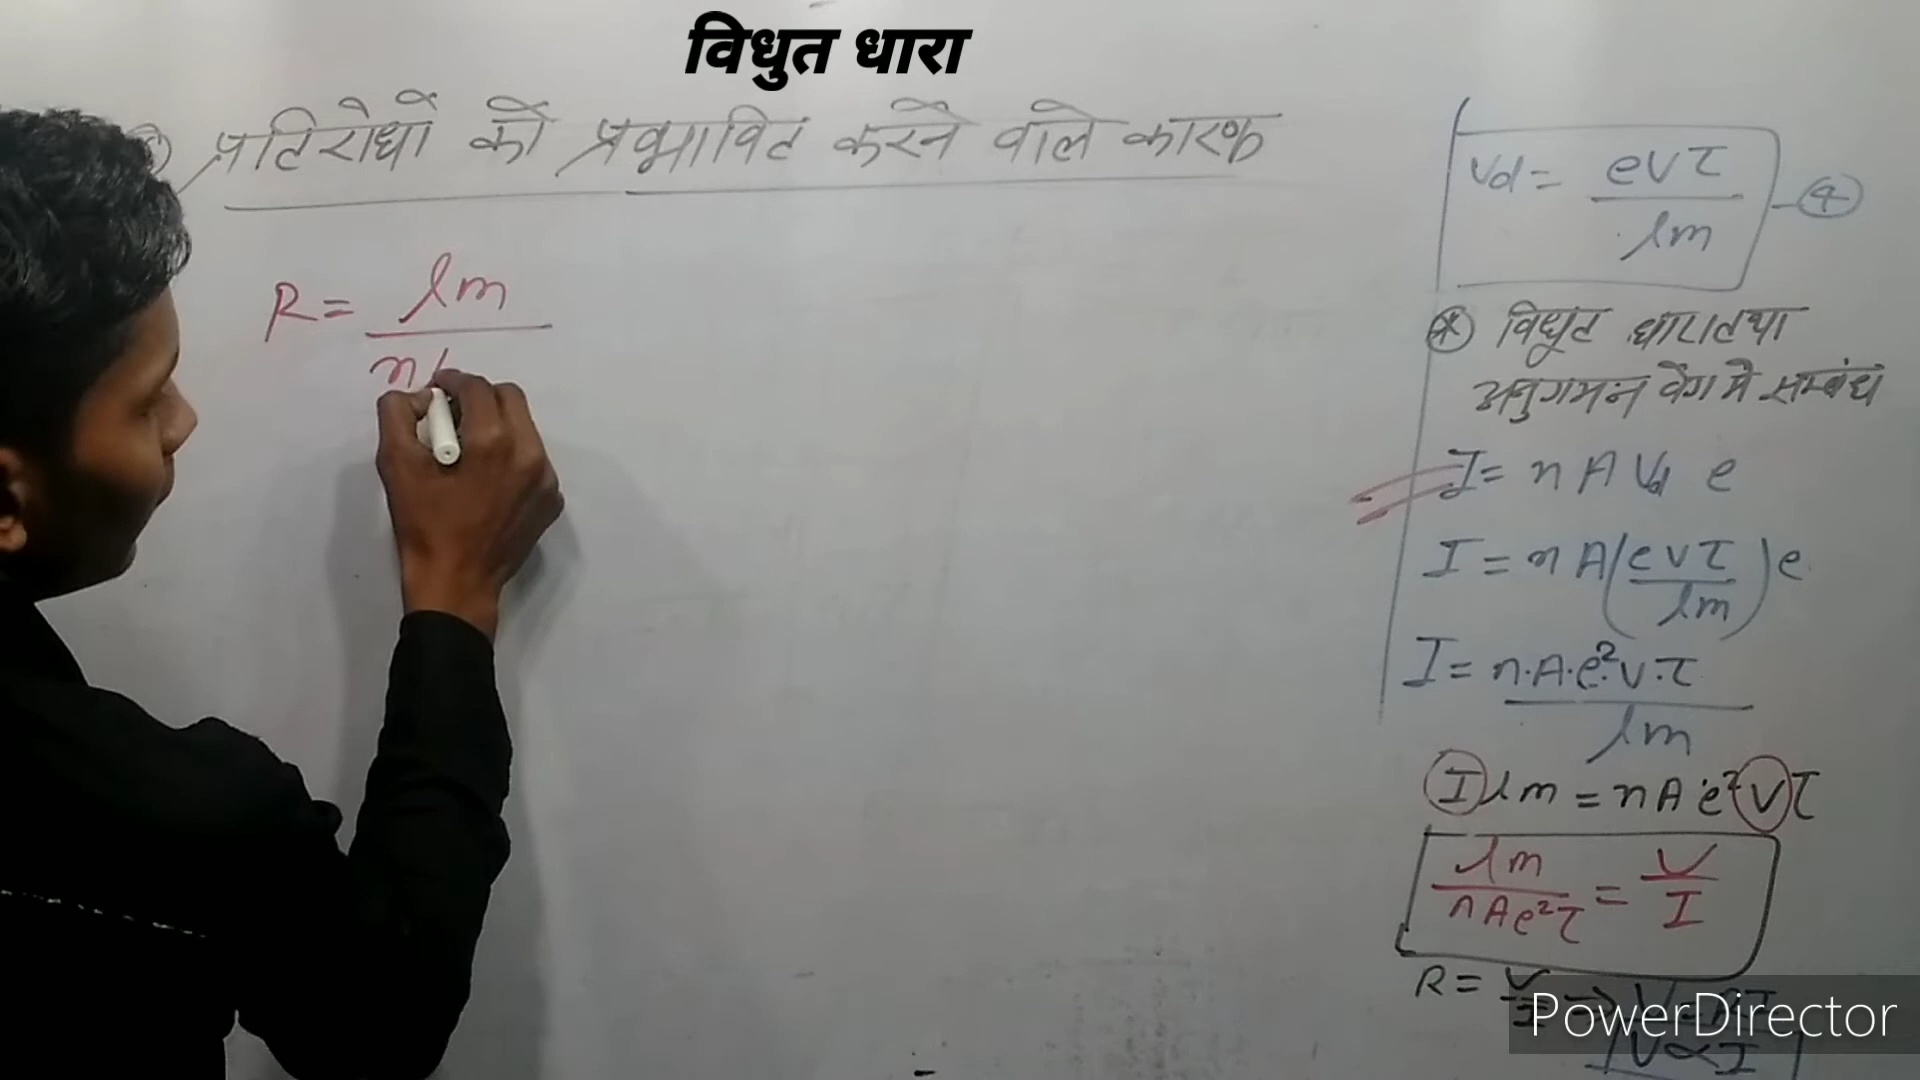 विधुत धारा
प्रतिरोधों को प्रभावित करने वाले कारक
R = lm
n
Vd = eVτ / lm - 4
* विधुत धारा तथा
अनुगमन वेग मे सम्बंध
I = n A Vd e
I = n A (eVτ / lm) e
I = n.A.e².V.τ / lm
I lm = n A e² V τ
lm / nAe²τ = V / I
R = V / I →
V ∝ I
PowerDirector